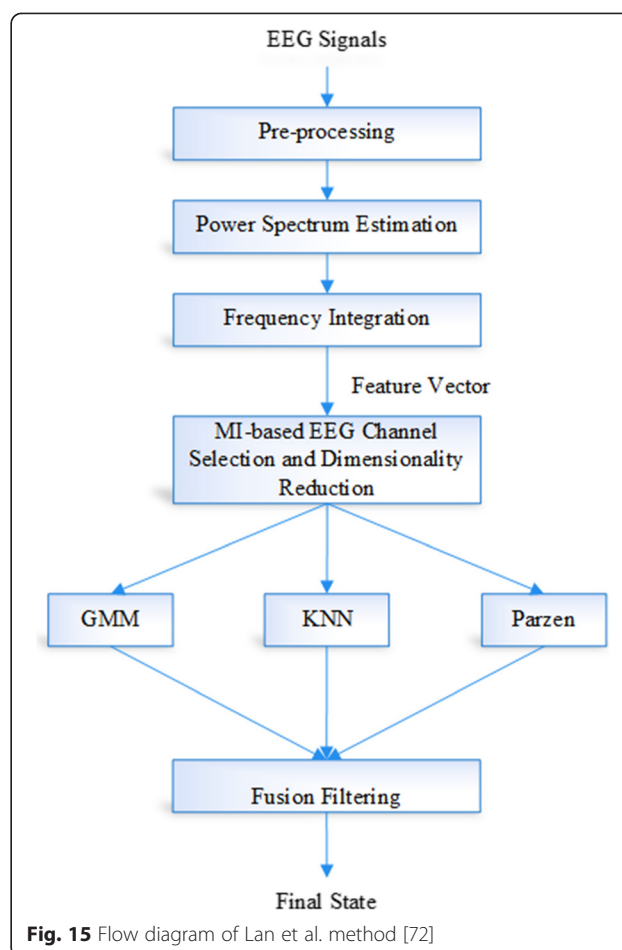 EEG Signals
Pre-processing
Power Spectrum Estimation
Frequency Integration
Feature Vector
MI-based EEG Channel
Selection and Dimensionality
Reduction
GMM
KNN
Parzen
Fusion Filtering
Final State
Fig. 15 Flow diagram of Lan et al. method [72]